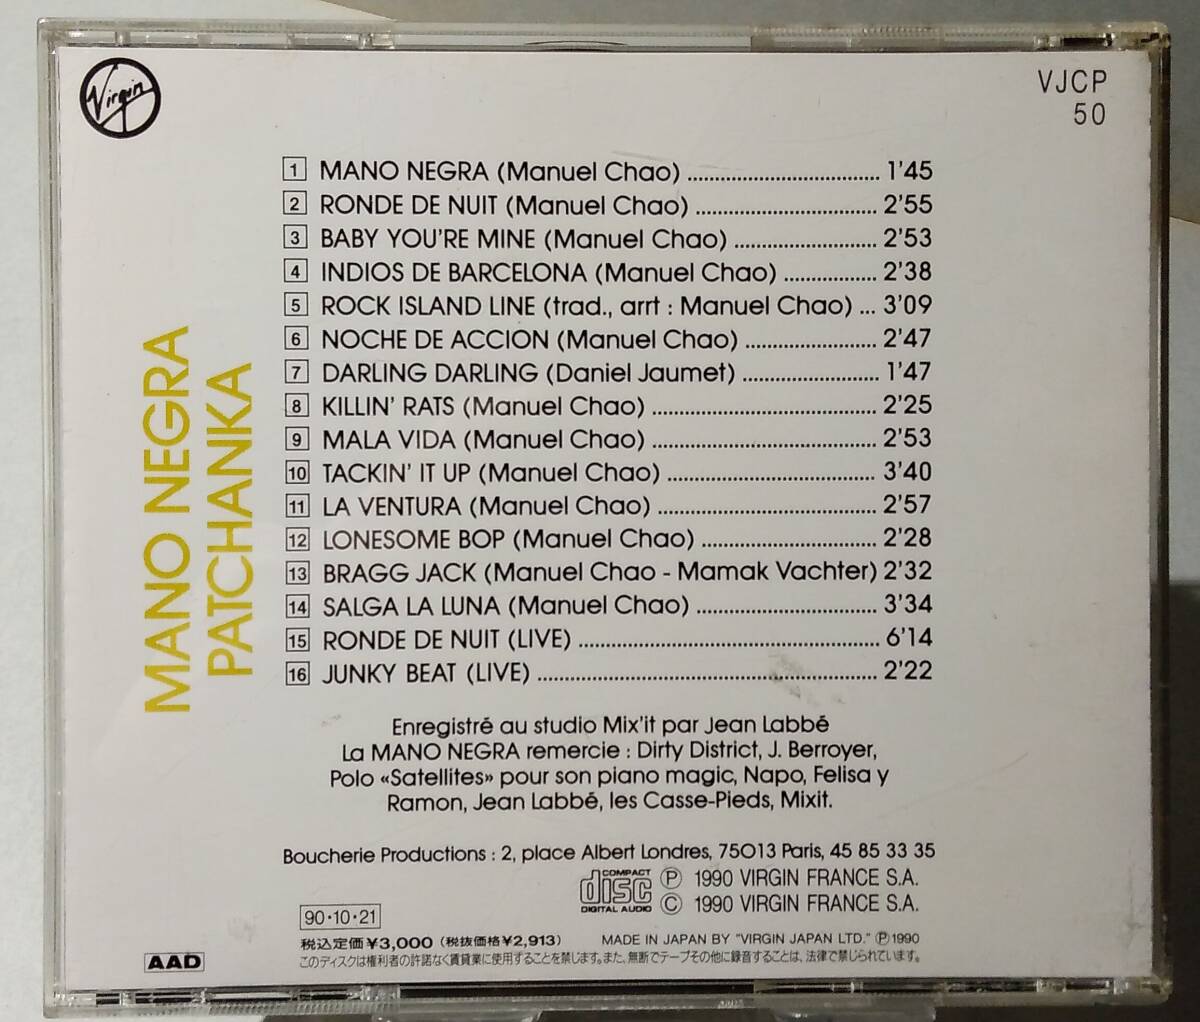 Virgin
VJCP
50
MANO NEGRA
PATCHANKA
1 MANO NEGRA (Manuel Chao) .................................. 1'45
2 RONDE DE NUIT (Manuel Chao) ................................ 2'55
3 BABY YOU'RE MINE (Manuel Chao) ......................... 2'53
4 INDIOS DE BARCELONA (Manuel Chao) ................ 2'38
5 ROCK ISLAND LINE (trad., arrt : Manuel Chao) ... 3'09
6 NOCHE DE ACCION (Manuel Chao) ....................... 2'47
7 DARLING DARLING (Daniel Jaumet) ........................ 1'47
8 KILLIN' RATS (Manuel Chao) ....................................... 2'25
9 MALA VIDA (Manuel Chao) ....................................... 2'53
10 TACKIN' IT UP (Manuel Chao) ..................................... 3'40
11 LA VENTURA (Manuel Chao) ...................................... 2'57
12 LONESOME BOP (Manuel Chao) ............................... 2'28
13 BRAGG JACK (Manuel Chao - Mamak Vachter) 2'32
14 SALGA LA LUNA (Manuel Chao) ................................ 3'34
15 RONDE DE NUIT (LIVE) ..................................................... 6'14
16 JUNKY BEAT (LIVE) ............................................................ 2'22
Enregistré au studio Mix'it par Jean Labbé
La MANO NEGRA remercie : Dirty District, J. Berroyer,
Polo «Satellites» pour son piano magic, Napo, Felisa y
Ramon, Jean Labbé, les Casse-Pieds, Mixit.
Boucherie Productions : 2, place Albert Londres, 75013 Paris, 45 85 33 35
COMPACT disc DIGITAL AUDIO
Ⓟ 1990 VIRGIN FRANCE S.A.
© 1990 VIRGIN FRANCE S.A.
90・10・21
税込定価¥3,000（税抜価格¥2,913） MADE IN JAPAN BY "VIRGIN JAPAN LTD." Ⓟ1990
AAD
このディスクは権利者の許諾なく賃貸業に使用することを禁じます。また、無断でテープその他に録音することは、法律で禁じられています。